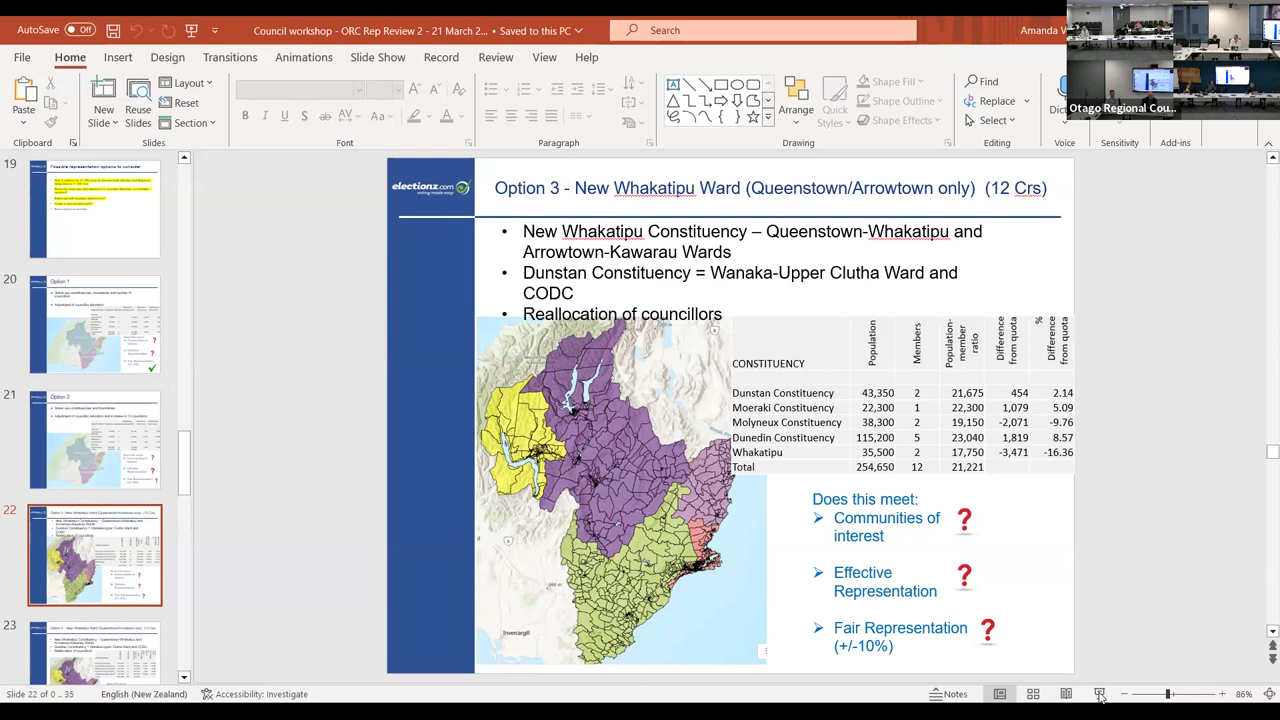 AutoSave Off
Council workshop - ORC Rep Review 2 - 21 March 2... • Saved to this PC
Search
Amanda
Otago Regional Cou...
File Home Insert Design Transitions Animations Slide Show Record Review View Help
Paste
New Slide
Reuse Slides
Layout
Reset
Section
Arrange
Quick Styles
Shape Fill
Shape Outline
Shape Effects
Find
Replace
Select
Clipboard
Slides
Font
Paragraph
Drawing
Editing
Voice
Sensitivity
Add-ins
19
Possible representation options to consider
20
Option 1
21
Option 2
22
23
electionz.com
voting made easy
Option 3 - New Whakatipu Ward (Queenstown/Arrowtown only) (12 Crs)
• New Whakatipu Constituency – Queenstown-Whakatipu and
Arrowtown-Kawarau Wards
• Dunstan Constituency = Wanaka-Upper Clutha Ward and
CODC
• Reallocation of councillors
CONSTITUENCY Population Members Population-member ratio Difference from quota % Difference from quota
Dunstan Constituency 43,350 2 21,675 454 2.14
Moeraki Constituency 22,300 1 22,300 1,079 5.09
Molyneux Constituent 38,300 2 19,150 -2,071 -9.76
Dunedin Constituency 115,200 5 23,040 1,819 8.57
Whakatipu 35,500 2 17,750 -3,471 -16.36
Total 254,650 12 21,221
Invercargill
Does this meet:
➢ Communities of
interest ?
➢ Effective
Representation ?
➢ Fair Representation ?
(+/-10%)
Slide 22 of 0 .. 35
English (New Zealand)
Accessibility: Investigate
Notes
86%